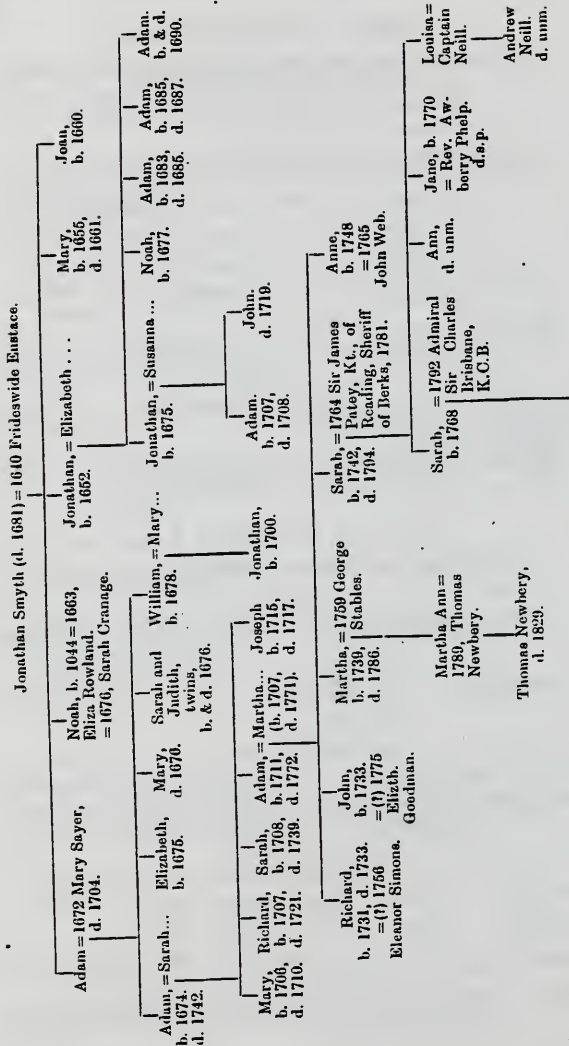 Jonathan Smyth (d. 1681) = 1640 Frideswide Eustace.
Adam = 1672 Mary Sayer,
d. 1704.
Noah, b. 1044 = 1663,
Eliza Rowland.
= 1676, Sarah Cranage.
Jonathan, = Elizabeth ...
b. 1652.
Mary,
b. 1655,
d. 1661.
Joan,
b. 1660.
Adam, = Sarah...
b. 1674.
d. 1742.
Elizabeth,
b. 1675.
Mary,
d. 1676.
Sarah and
Judith,
twins,
b. & d. 1676.
William, = Mary...
b. 1678.
Jonathan, = Susanna ...
b. 1675.
Noah,
b. 1677.
Adam,
b. 1683,
d. 1685.
Adam,
b. 1685,
d. 1687.
Adam.
b. & d.
1690.
Mary,
b. 1706,
d. 1710.
Richard,
b. 1707,
d. 1721.
Sarah,
b. 1708,
d. 1739.
Adam, = Martha...
b. 1711, (b. 1707,
d. 1772. d. 1771).
Joseph
b. 1715,
d. 1717.
Jonathan,
b. 1700.
Adam.
b. 1707,
d. 1708.
John.
d. 1719.
Richard,
b. 1731, d. 1733.
= (?) 1756
Eleanor Simons.
John,
b. 1733.
= (?) 1775
Elizth.
Goodman.
Martha, = 1759 George
b. 1739, Stables.
d. 1786.
Sarah, = 1764 Sir James
b. 1742, Patey, Kt., of
d. 1794. Reading, Sheriff
of Berks, 1781.
Anne,
b. 1748
= 1765
John Web.
Martha Ann =
1789, Thomas
Newbery.
Sarah, = 1792 Admiral
b. 1768 Sir Charles
Brisbane,
K.C.B.
Ann,
d. unm.
Jane, b. 1770
= Rev. Aw-
berry Phelp.
d.s.p.
Louisa =
Captain
Neill.
Thomas Newbery,
d. 1829.
Andrew
Neill.
d. unm.